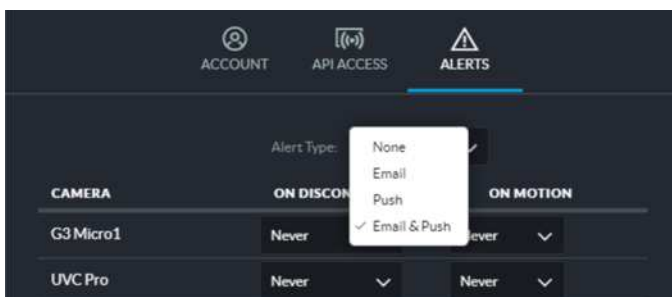 ACCOUNT API ACCESS ALERTS
Alert Type:
None
Email
Push
Email & Push
CAMERA ON DISCON ON MOTION
G3 Micro1 Never ever
UVC Pro Never Never